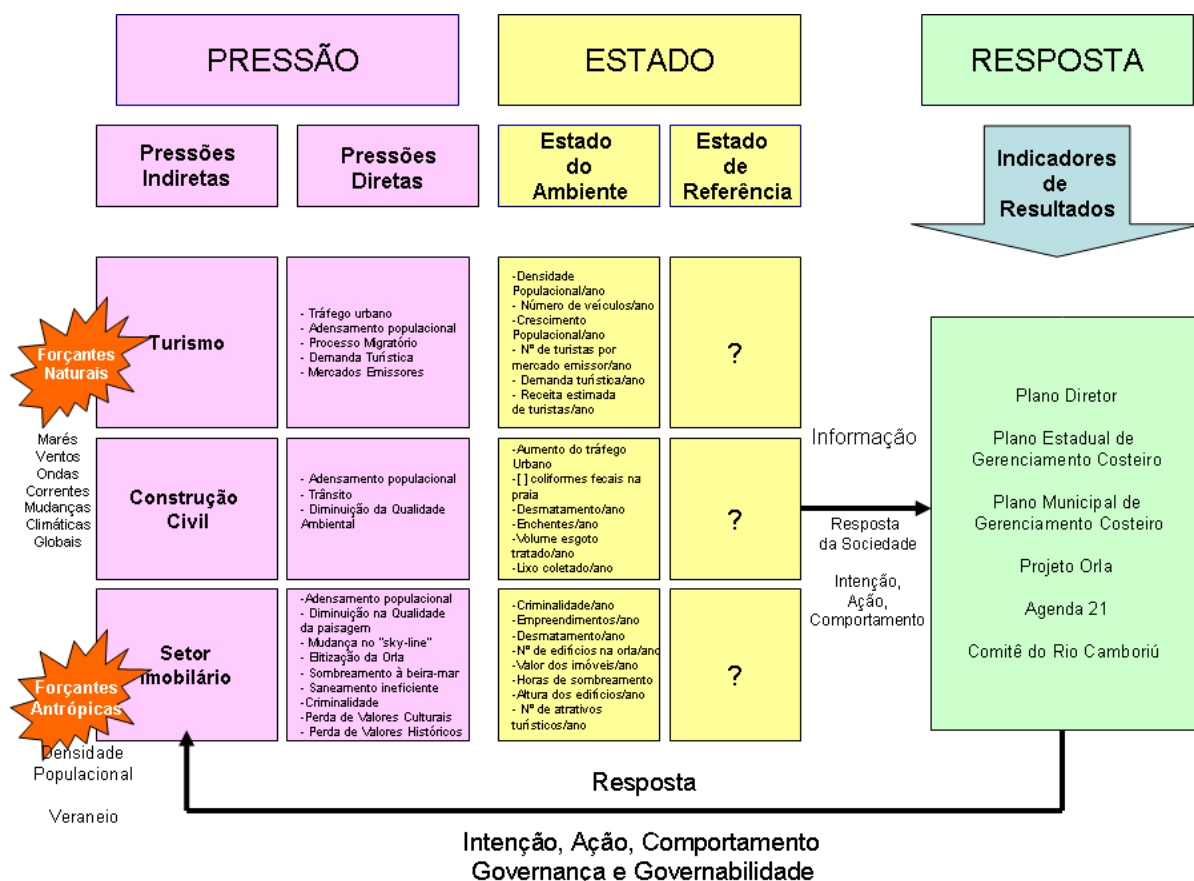 PRESSÃO
ESTADO
RESPOSTA
Pressões
Indiretas
Pressões
Diretas
Estado
do
Ambiente
Estado
de
Referência
Indicadores
de
Resultados
Forçantes
Naturais
Marés
Ventos
Ondas
Correntes
Mudanças
Climáticas
Globais
Turismo
- Tráfego urbano
- Adensamento populacional
- Processo Migratório
- Demanda Turística
- Mercados Emissores
-Densidade
Populacional/ano
- Número de veículos/ano
-Crescimento
Populacional/ano
- Nº de turistas por
mercado emissor/ano
- Demanda turística/ano
- Receita estimada
de turistas/ano
?
Construção
Civil
- Adensamento populacional
- Trânsito
- Diminuição da Qualidade
Ambiental
-Aumento do tráfego
Urbano
-[ ] coliformes fecais na
praia
-Desmatamento/ano
-Enchentes/ano
-Volume esgoto
tratado/ano
-Lixo coletado/ano
?
Forçantes
Antrópicas
Densidade
Populacional
Veraneio
Setor
Imobilário
-Adensamento populacional
- Diminuição na Qualidade
da paisagem
- Mudança no "sky-line"
- Elitização da Orla
- Sombreamento à beira-mar
- Saneamento ineficiente
-Criminalidade
-Perda de Valores Culturais
- Perda de Valores Históricos
-Criminalidade/ano
-Empreendimentos/ano
-Desmatamento/ano
-Nº de edifícios na orla/ano
-Valor dos imóveis/ano
-Horas de sombreamento
-Altura dos edifícios/ano
- Nº de atrativos
turísticos/ano
?
Informação
Resposta
da Sociedade
Intenção,
Ação,
Comportamento
Plano Diretor
Plano Estadual de
Gerenciamento Costeiro
Plano Municipal de
Gerenciamento Costeiro
Projeto Orla
Agenda 21
Comitê do Rio Camboriú
Resposta
Intenção, Ação, Comportamento
Governança e Governabilidade